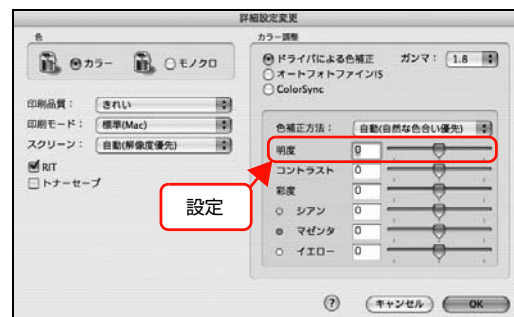 詳細設定変更
色
カラー
モノクロ
印刷品質： きれい
印刷モード： 標準(Mac)
スクリーン： 自動(解像度優先)
RIT
トナーセーブ
カラー調整
ドライバによる色補正 ガンマ： 1.8
オートフォトファイン!5
ColorSync
色補正方法： 自動(自然な色合い優先)
明度 0
コントラスト 0
彩度 0
シアン 0
マゼンタ 0
イエロー 0
設定
?
キャンセル
OK